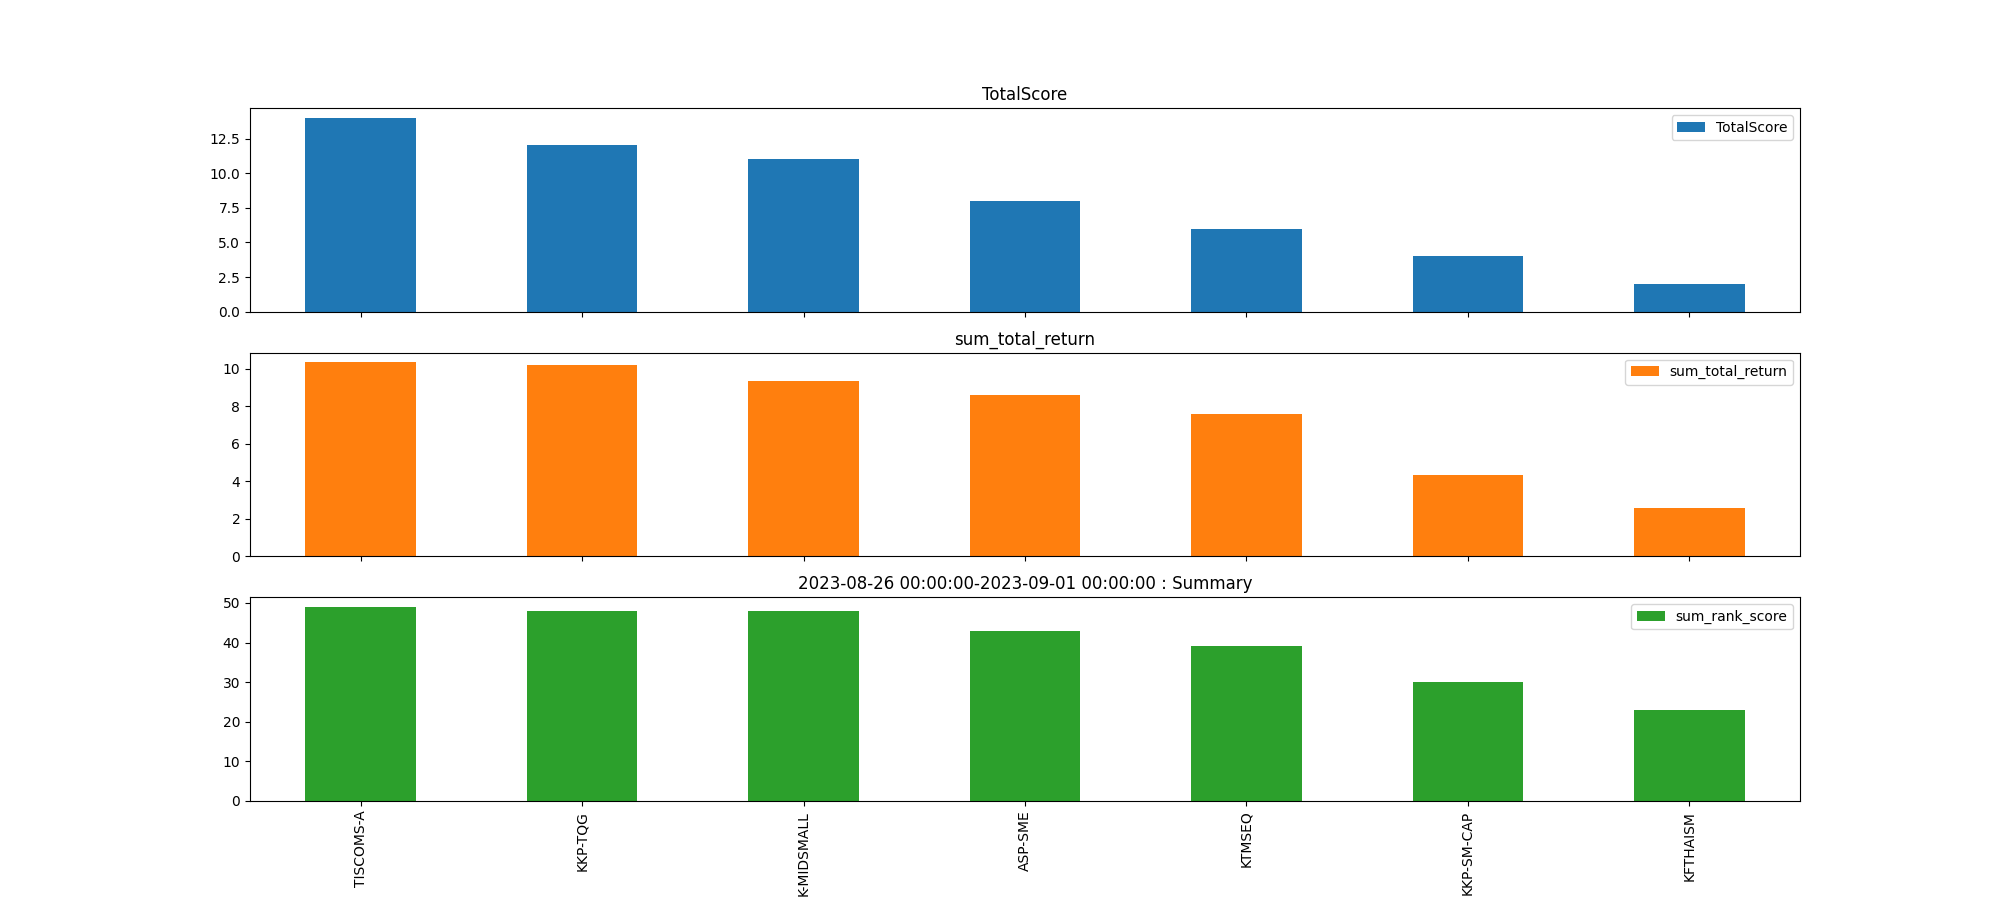 TotalScore
TotalScore
12.5
10.0
7.5
5.0
2.5
0.0
sum_total_return
sum_total_return
10
8
6
4
2
0
2023-08-26 00:00:00-2023-09-01 00:00:00 : Summary
sum_rank_score
50
40
30
20
10
0
TISCOMS-A
KKP-TQG
K-MIDSMALL
ASP-SME
KTMSEQ
KKP-SM-CAP
KFTHAISM